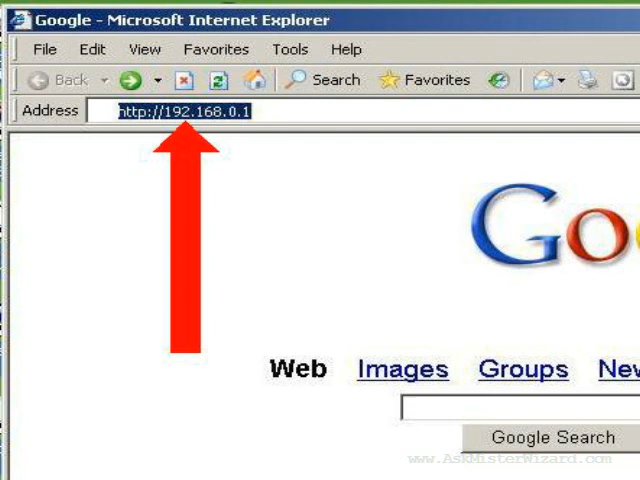 Google - Microsoft Internet Explorer
File Edit View Favorites Tools Help
Back Search Favorites
Address http://192.168.0.1
Goo
Web Images Groups New
Google Search
www.AskMisterWizard.com